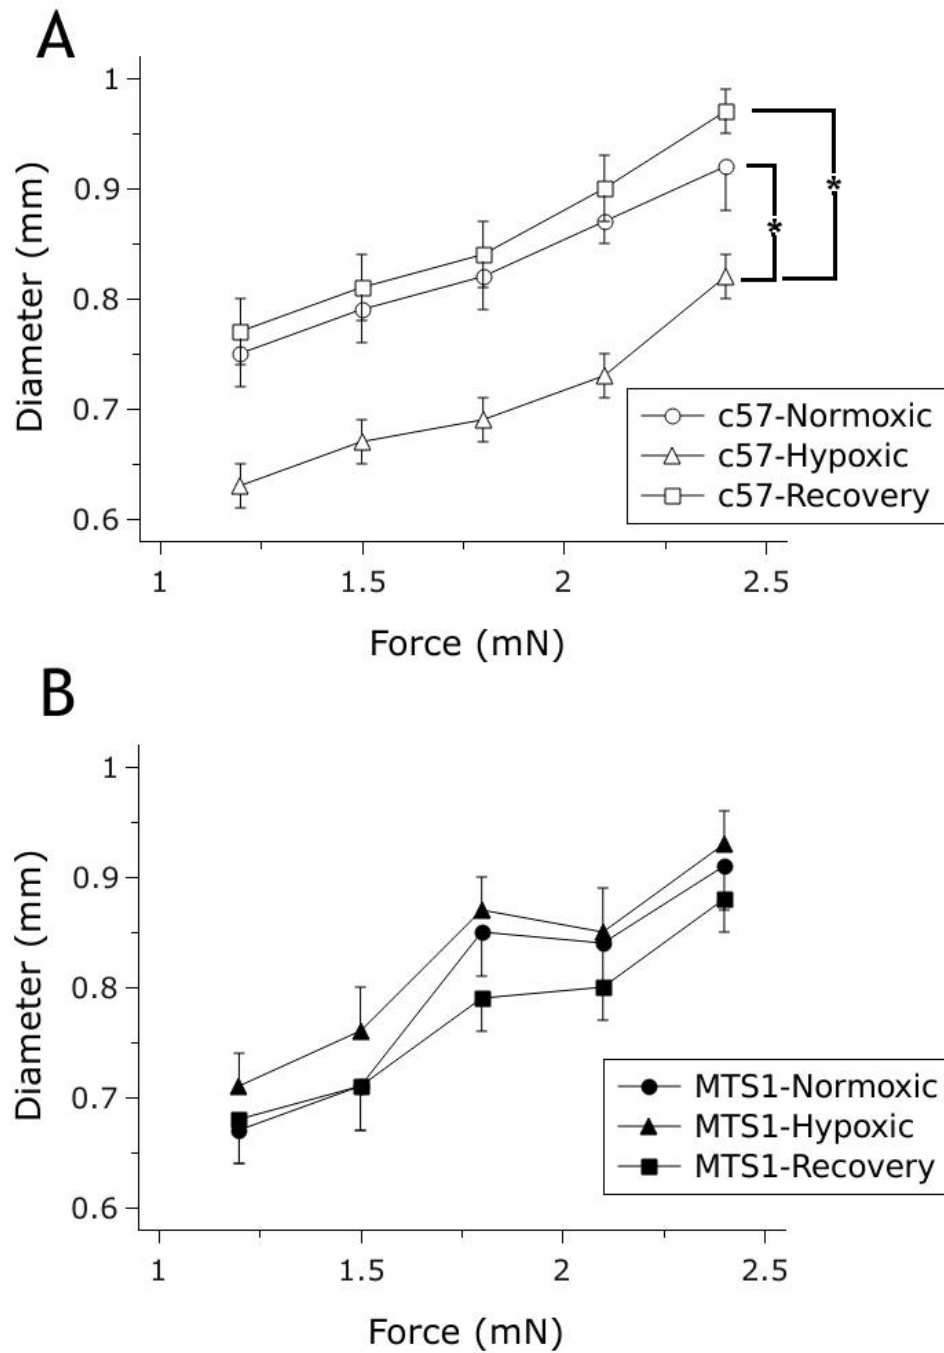 A
1
0.9
0.8
0.7
0.6
Diameter (mm)
*
*
c57-Normoxic
c57-Hypoxic
c57-Recovery
1 1.5 2 2.5
Force (mN)
B
1
0.9
0.8
0.7
0.6
Diameter (mm)
MTS1-Normoxic
MTS1-Hypoxic
MTS1-Recovery
1 1.5 2 2.5
Force (mN)